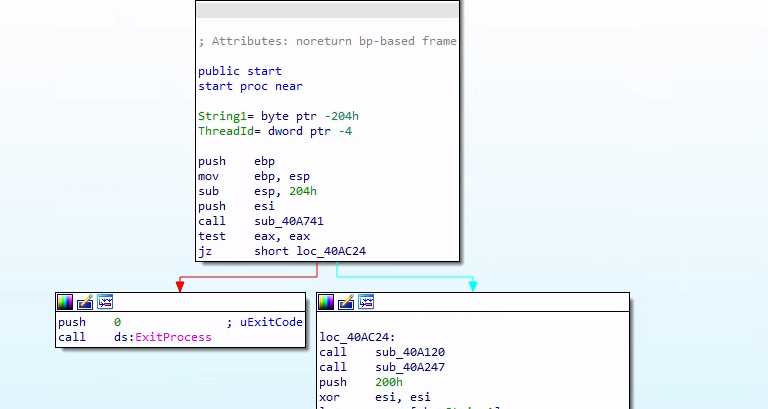 ; Attributes: noreturn bp-based frame
public start
start proc near
String1= byte ptr -204h
ThreadId= dword ptr -4
push    ebp
mov     ebp, esp
sub     esp, 204h
push    esi
call    sub_40A741
test    eax, eax
jz      short loc_40AC24
push    0               ; uExitCode
call    ds:ExitProcess
loc_40AC24:
call    sub_40A120
call    sub_40A247
push    200h
xor     esi, esi